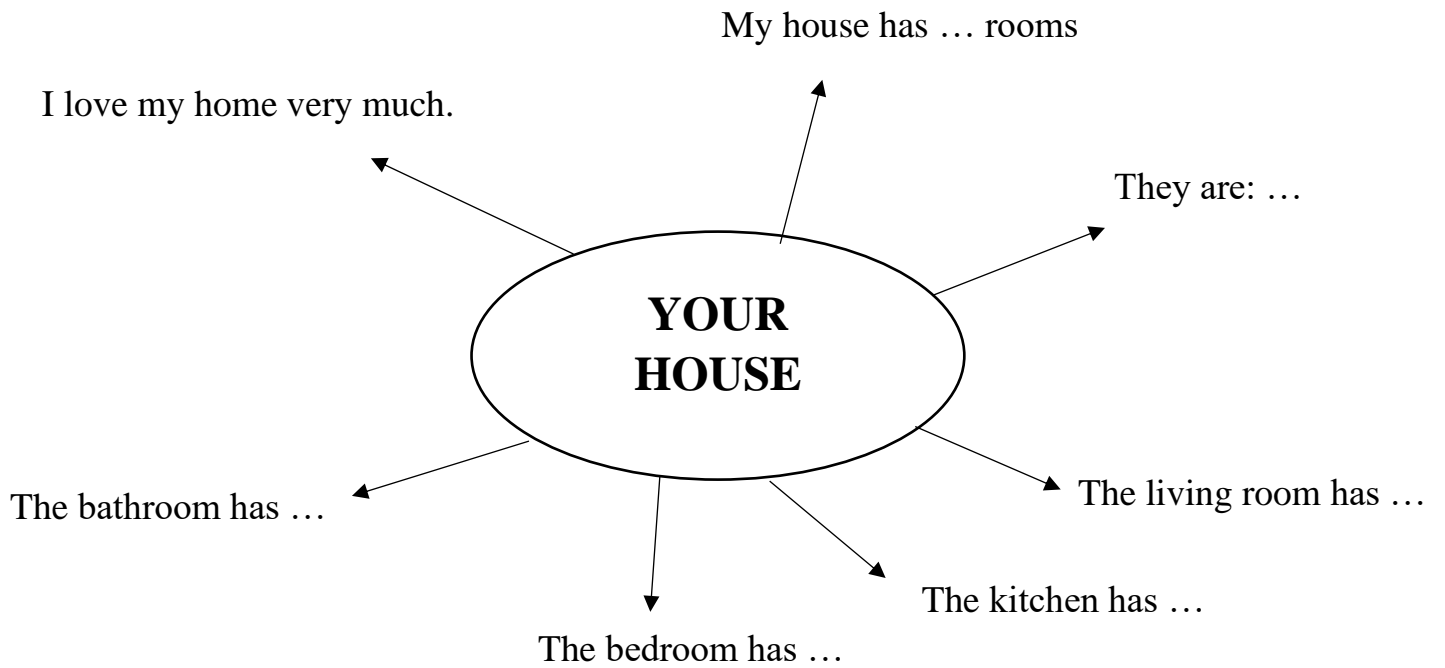 My house has … rooms
I love my home very much.
They are: …
YOUR
HOUSE
The living room has …
The bathroom has …
The kitchen has …
The bedroom has …